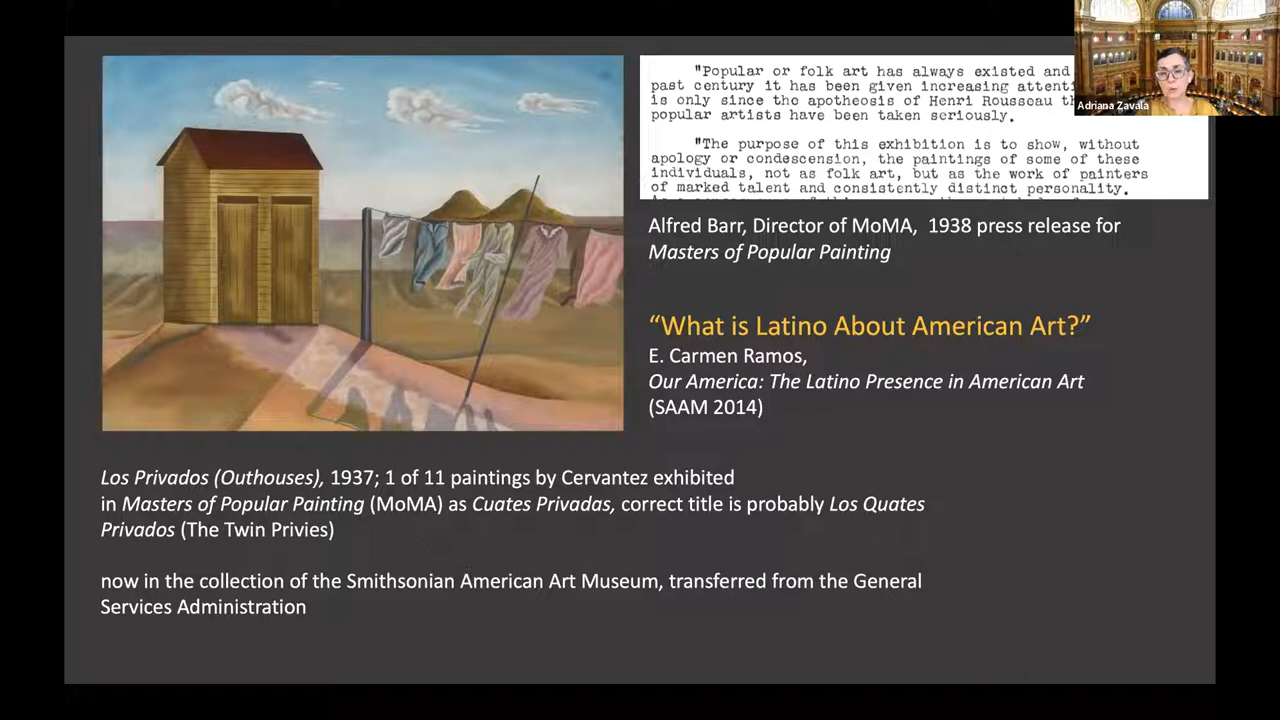 "Popular or folk art has always existed and
past century it has been given increasing
is only since the apotheosis of Henri Rousseau
popular artists have been taken seriously.
"The purpose of this exhibition is to show, without
apology or condescension, the paintings of some of these
individuals, not as folk art, but as the work of painters
of marked talent and consistently distinct personality.
Adriana Zavala
Alfred Barr, Director of MoMA, 1938 press release for
Masters of Popular Painting
“What is Latino About American Art?”
E. Carmen Ramos,
Our America: The Latino Presence in American Art
(SAAM 2014)
Los Privados (Outhouses), 1937; 1 of 11 paintings by Cervantez exhibited
in Masters of Popular Painting (MoMA) as Cuates Privadas, correct title is probably Los Quates
Privados (The Twin Privies)
now in the collection of the Smithsonian American Art Museum, transferred from the General
Services Administration